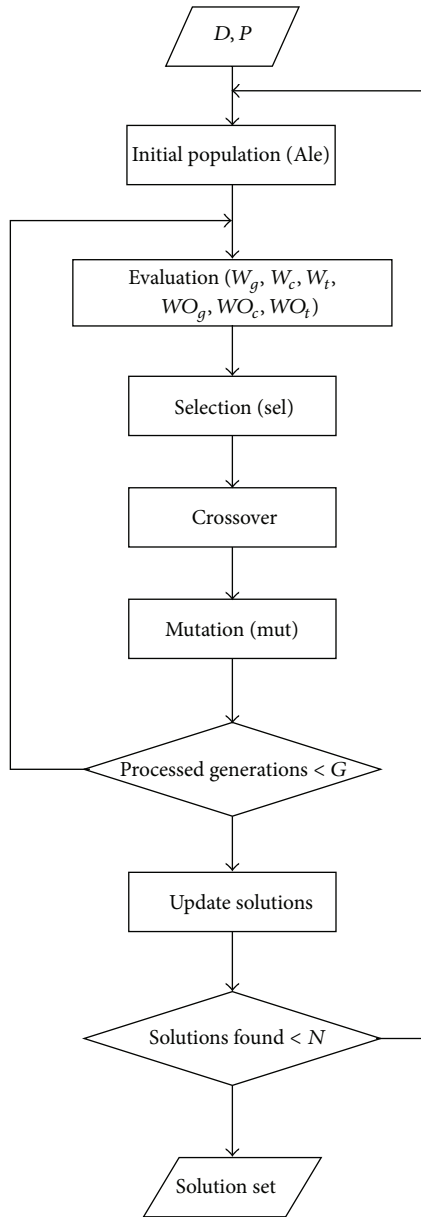 D, P
Initial population (Ale)
Evaluation (W_g, W_c, W_t,
WO_g, WO_c, WO_t)
Selection (sel)
Crossover
Mutation (mut)
Processed generations < G
Update solutions
Solutions found < N
Solution set